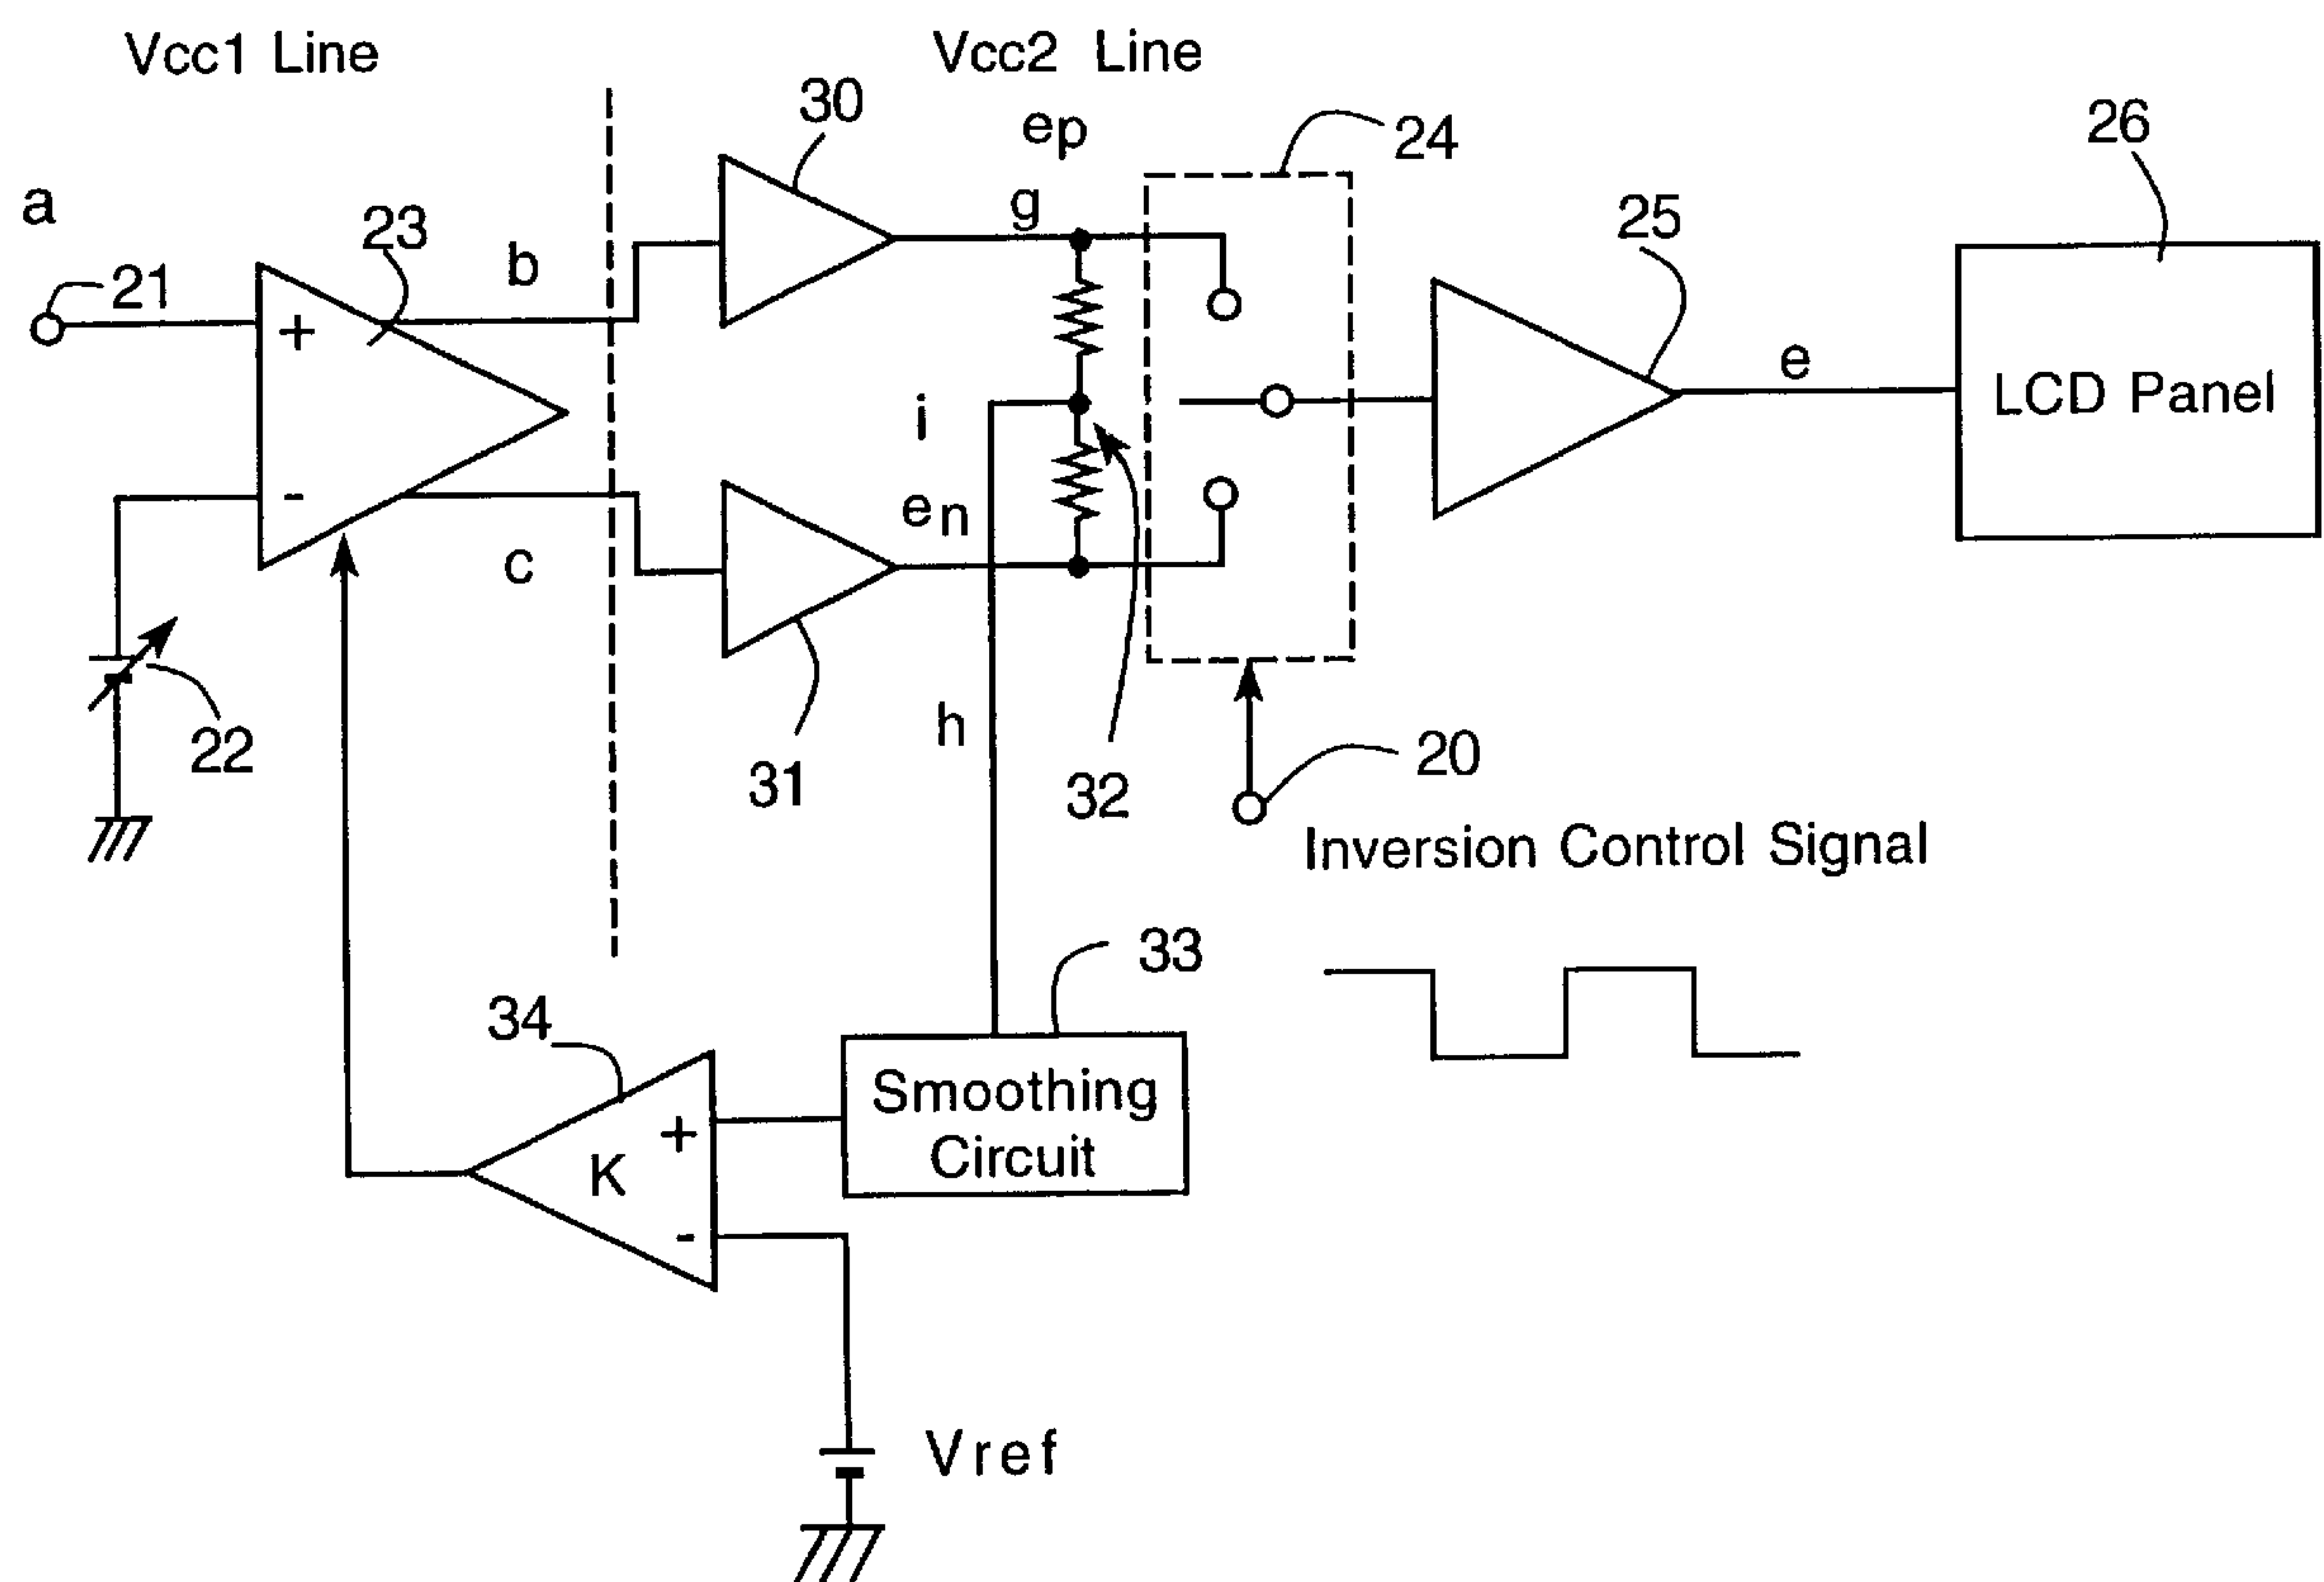 Vcc1 Line
Vcc2 Line
30
ep
24
26
a
23
g
25
b
21
+
e
LCD Panel
i
-
en
c
22
h
31
32
20
Inversion Control Signal
33
34
Smoothing
Circuit
+
K
-
Vref